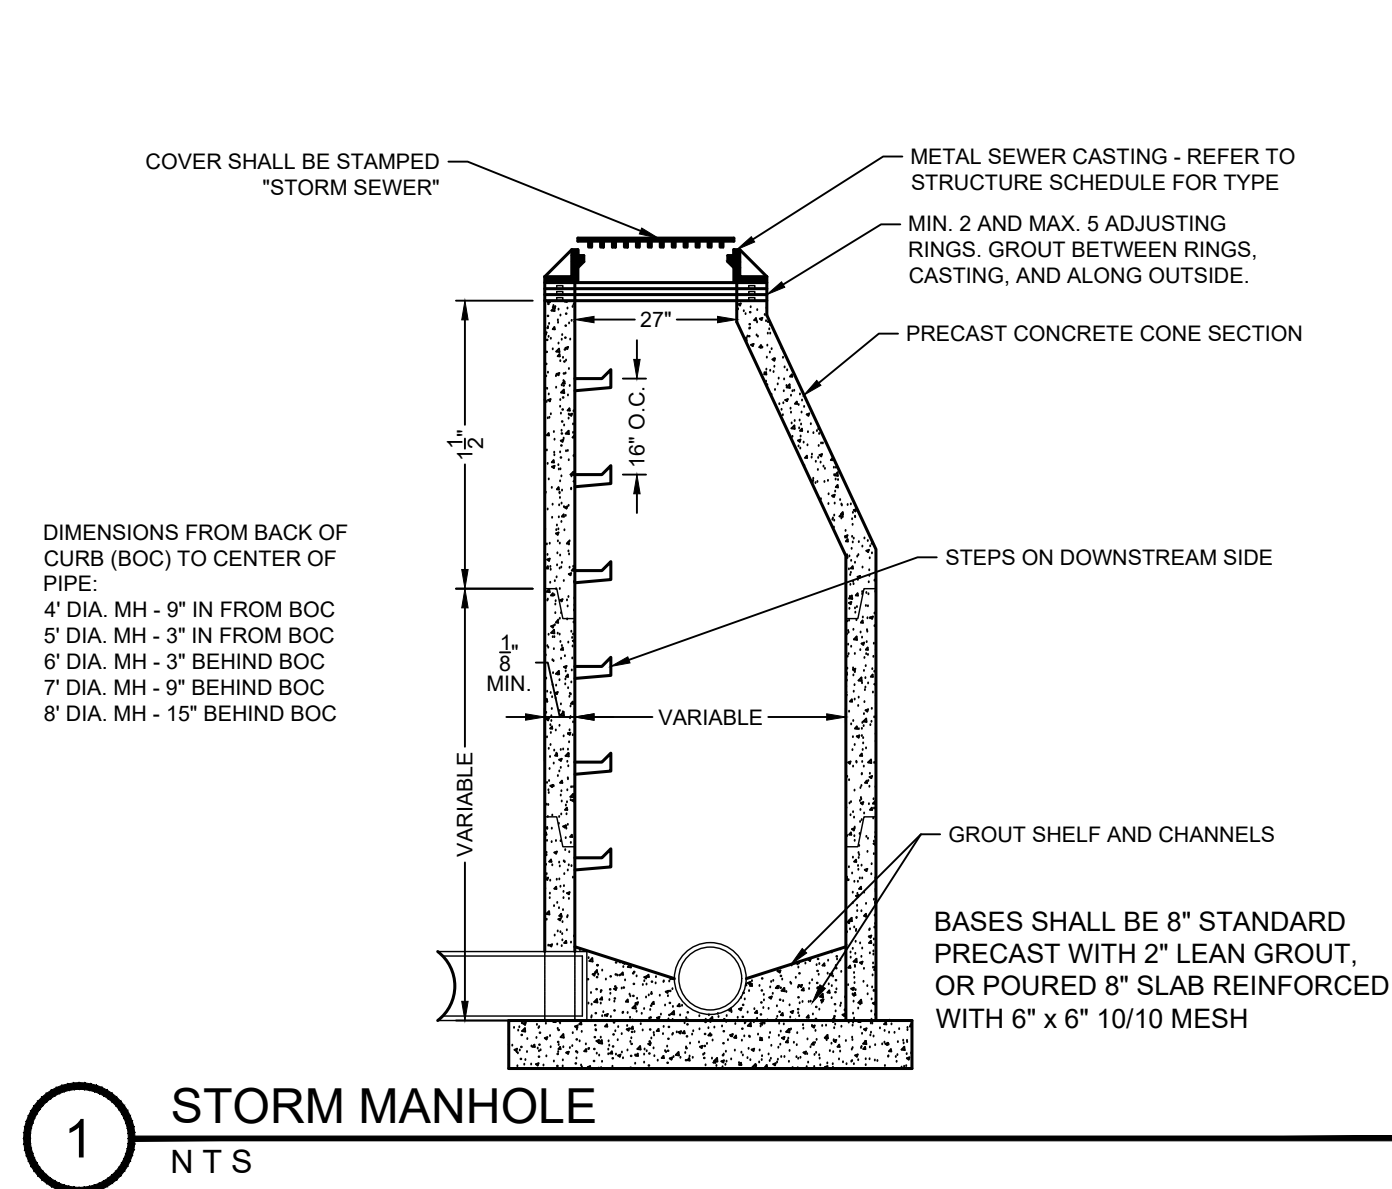 COVER SHALL BE STAMPED
"STORM SEWER"
METAL SEWER CASTING - REFER TO
STRUCTURE SCHEDULE FOR TYPE
MIN. 2 AND MAX. 5 ADJUSTING
RINGS. GROUT BETWEEN RINGS,
CASTING, AND ALONG OUTSIDE.
27"
PRECAST CONCRETE CONE SECTION
16" O.C.
1 1/2"
DIMENSIONS FROM BACK OF
CURB (BOC) TO CENTER OF
PIPE:
4' DIA. MH - 9" IN FROM BOC
5' DIA. MH - 3" IN FROM BOC
6' DIA. MH - 3" BEHIND BOC
7' DIA. MH - 9" BEHIND BOC
8' DIA. MH - 15" BEHIND BOC
STEPS ON DOWNSTREAM SIDE
1/8"
MIN.
VARIABLE
VARIABLE
GROUT SHELF AND CHANNELS
BASES SHALL BE 8" STANDARD
PRECAST WITH 2" LEAN GROUT,
OR POURED 8" SLAB REINFORCED
WITH 6" x 6" 10/10 MESH
1
STORM MANHOLE
N T S